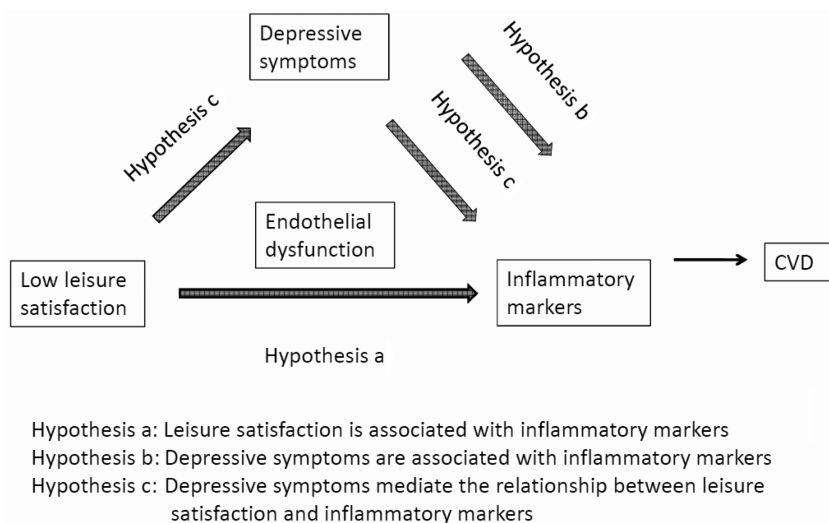 Depressive
symptoms
Hypothesis b
Hypothesis c
Hypothesis c
Endothelial
dysfunction
Low leisure
satisfaction
Inflammatory
markers
CVD
Hypothesis a
Hypothesis a: Leisure satisfaction is associated with inflammatory markers
Hypothesis b: Depressive symptoms are associated with inflammatory markers
Hypothesis c: Depressive symptoms mediate the relationship between leisure
satisfaction and inflammatory markers